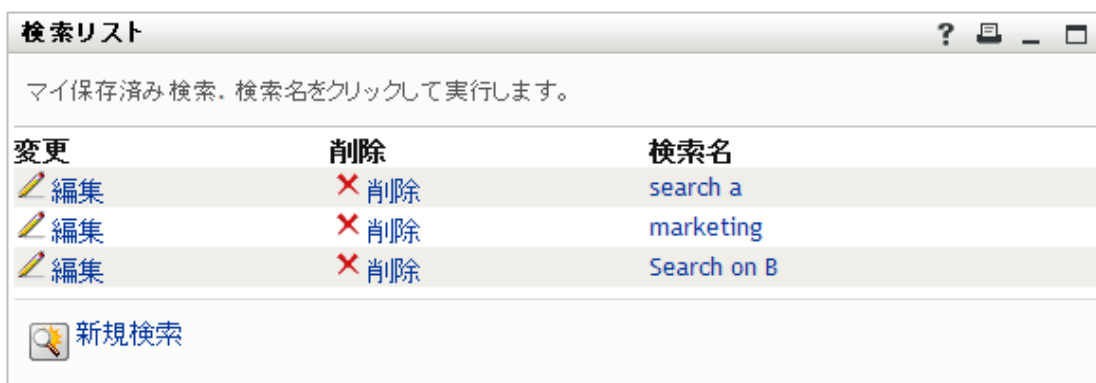 検索リスト ?
マイ保存済み検索. 検索名をクリックして実行します。
変更 削除 検索名
編集 削除 search a
編集 削除 marketing
編集 削除 Search on B
新規検索